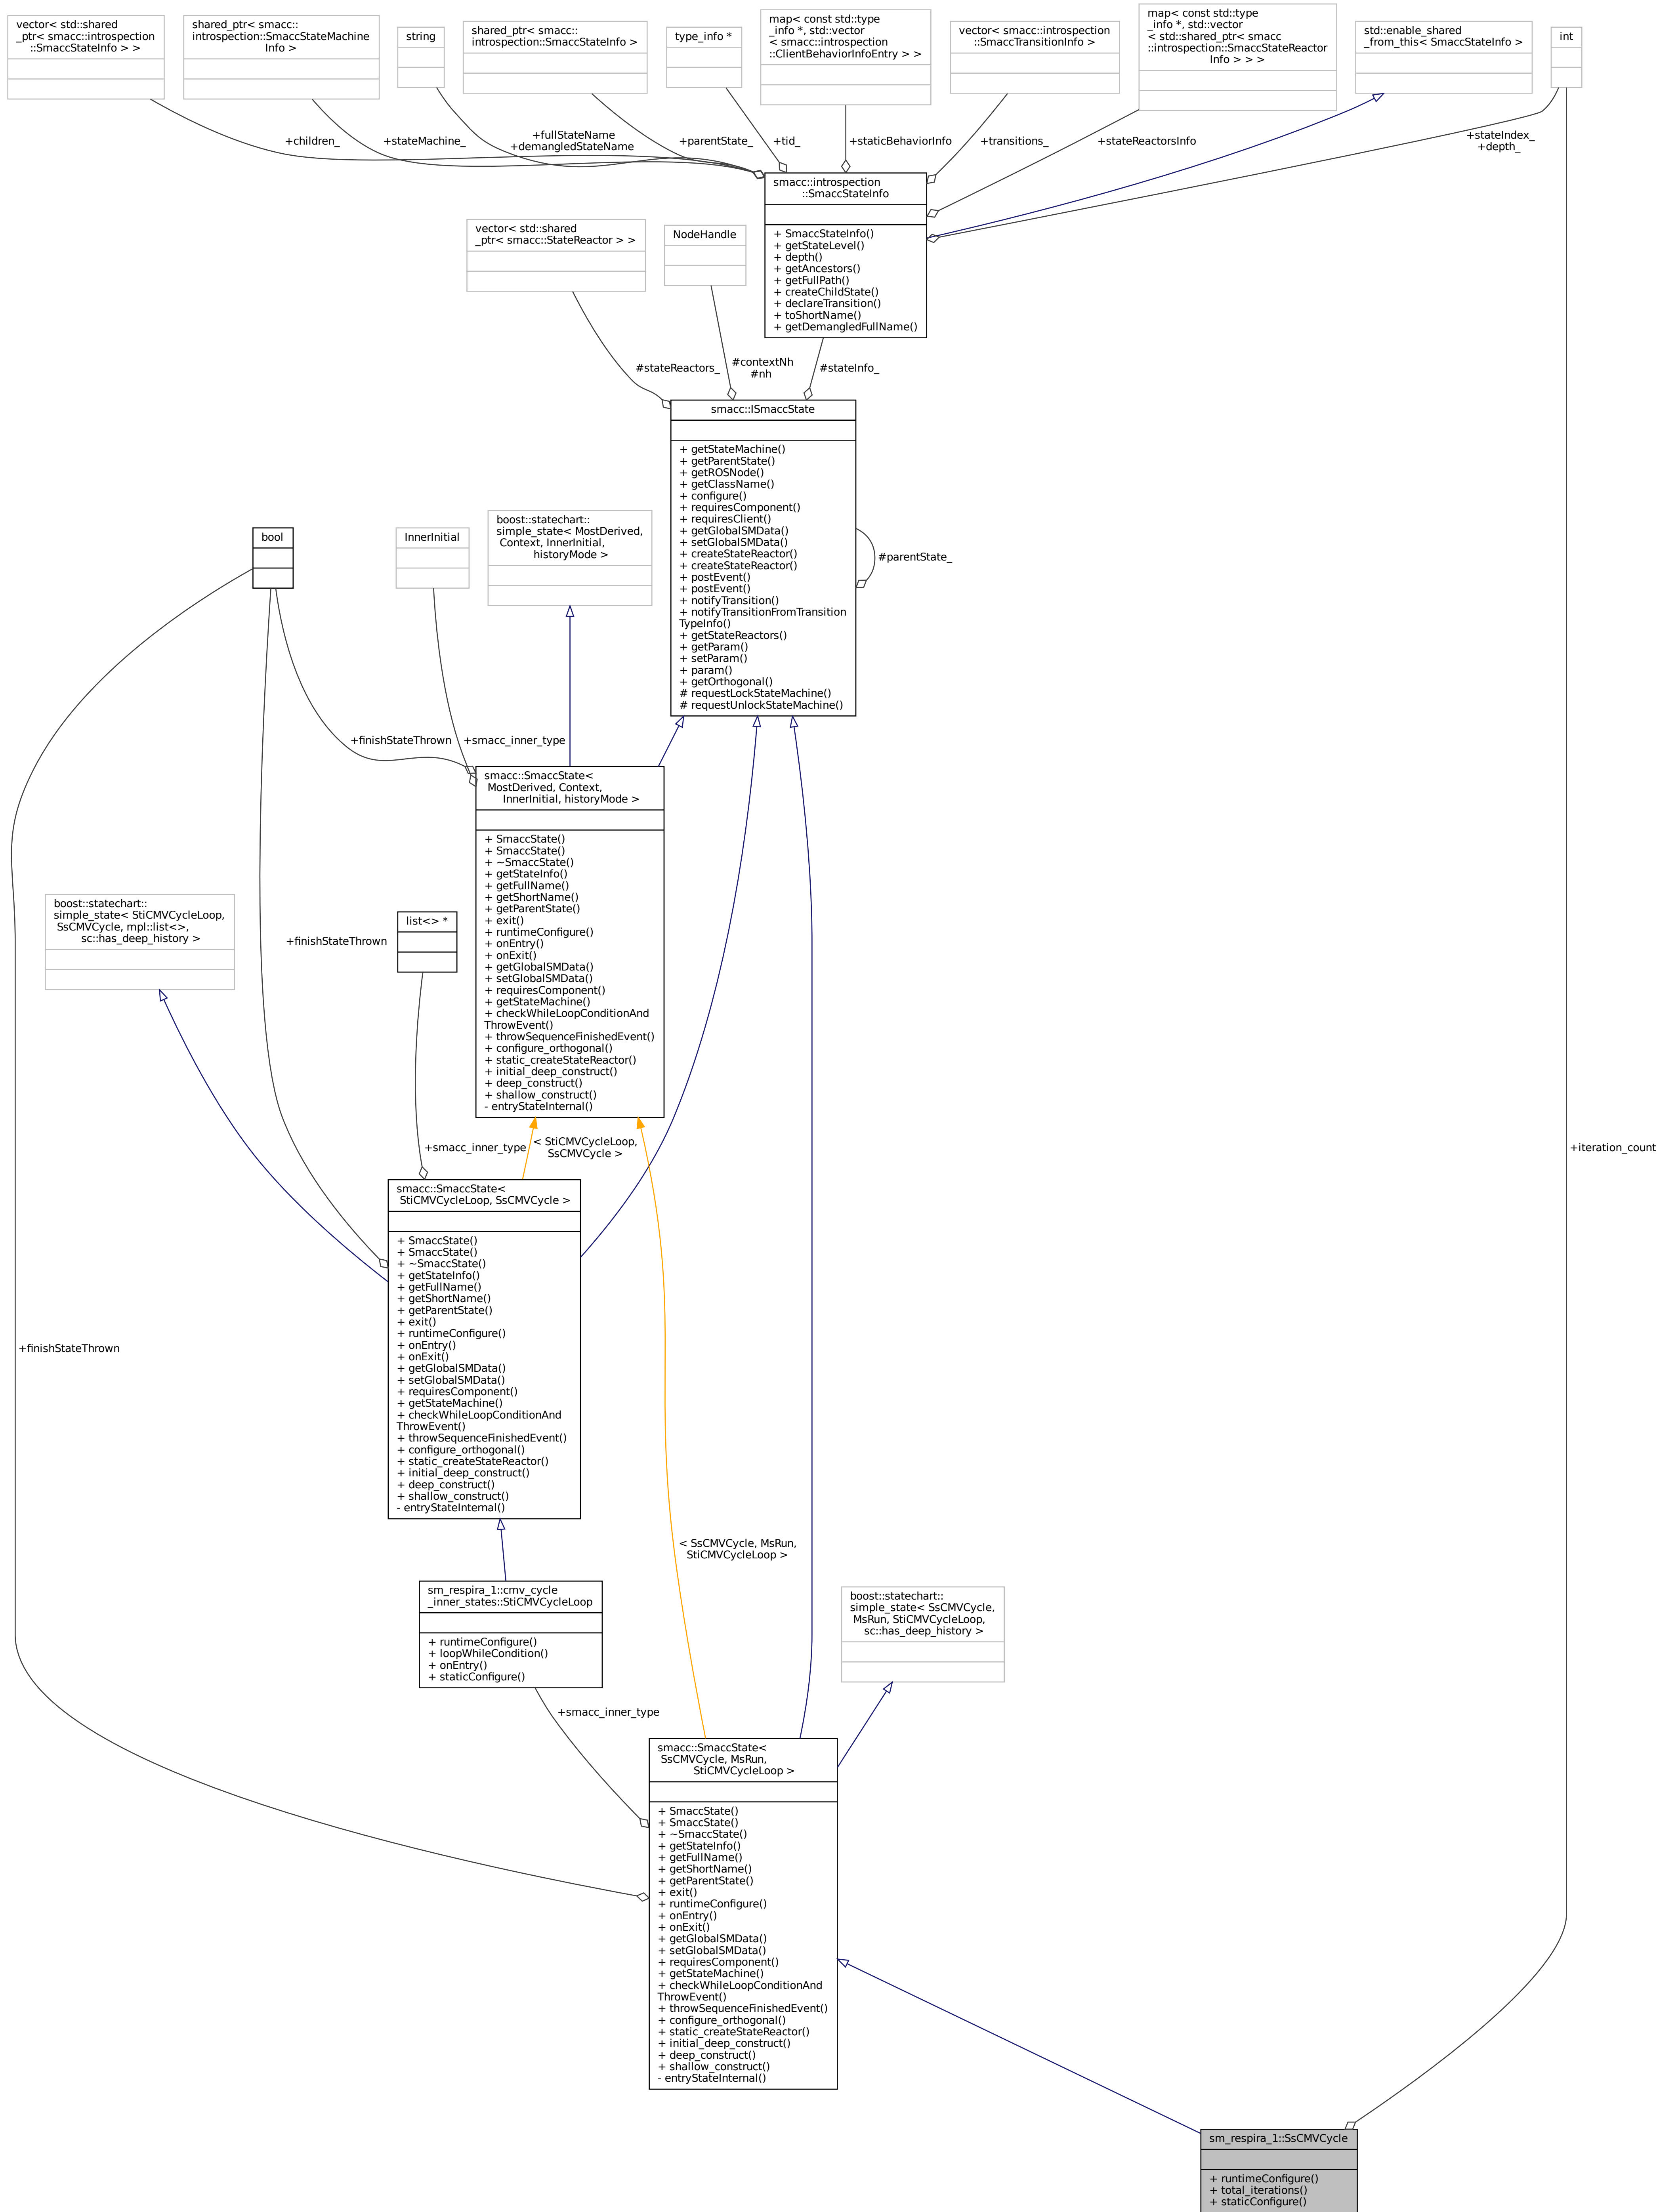 vector< std::shared
_ptr< smacc::introspection
::SmaccStateInfo > >
shared_ptr< smacc::
introspection::SmaccStateMachine
Info >
string
shared_ptr< smacc::
introspection::SmaccStateInfo >
type_info *
map< const std::type
_info *, std::vector
< smacc::introspection
::ClientBehaviorInfoEntry > >
vector< smacc::introspection
::SmaccTransitionInfo >
map< const std::type
_info *, std::vector
< std::shared_ptr< smacc
::introspection::SmaccStateReactor
Info > > >
std::enable_shared
_from_this< SmaccStateInfo >
int
+children_
+stateMachine_
+fullStateName
+demangledStateName
+parentState_
+tid_
+staticBehaviorInfo
+transitions_
+stateReactorsInfo
+stateIndex_
+depth_
smacc::introspection
::SmaccStateInfo
+ SmaccStateInfo()
+ getStateLevel()
+ depth()
+ getAncestors()
+ getFullPath()
+ createChildState()
+ declareTransition()
+ toShortName()
+ getDemangledFullName()
vector< std::shared
_ptr< smacc::StateReactor > >
NodeHandle
#stateReactors_
#contextNh
#nh
#stateInfo_
smacc::ISmaccState
+ getStateMachine()
+ getParentState()
+ getROSNode()
+ getClassName()
+ configure()
+ requiresComponent()
+ requiresClient()
+ getGlobalSMData()
+ setGlobalSMData()
+ createStateReactor()
+ createStateReactor()
+ postEvent()
+ postEvent()
+ notifyTransition()
+ notifyTransitionFromTransition
TypeInfo()
+ getStateReactors()
+ getParam()
+ setParam()
+ param()
+ getOrthogonal()
# requestLockStateMachine()
# requestUnlockStateMachine()
#parentState_
bool
InnerInitial
boost::statechart::
simple_state< MostDerived,
Context, InnerInitial,
historyMode >
+finishStateThrown
+smacc_inner_type
smacc::SmaccState<
MostDerived, Context,
InnerInitial, historyMode >
+ SmaccState()
+ SmaccState()
+ ~SmaccState()
+ getStateInfo()
+ getFullName()
+ getShortName()
+ getParentState()
+ exit()
+ runtimeConfigure()
+ onEntry()
+ onExit()
+ getGlobalSMData()
+ setGlobalSMData()
+ requiresComponent()
+ getStateMachine()
+ checkWhileLoopConditionAnd
ThrowEvent()
+ throwSequenceFinishedEvent()
+ configure_orthogonal()
+ static_createStateReactor()
+ initial_deep_construct()
+ deep_construct()
+ shallow_construct()
- entryStateInternal()
boost::statechart::
simple_state< StiCMVCycleLoop,
SsCMVCycle, mpl::list<>,
sc::has_deep_history >
+finishStateThrown
list<> *
+smacc_inner_type
< StiCMVCycleLoop,
SsCMVCycle >
+iteration_count
smacc::SmaccState<
StiCMVCycleLoop, SsCMVCycle >
+ SmaccState()
+ SmaccState()
+ ~SmaccState()
+ getStateInfo()
+ getFullName()
+ getShortName()
+ getParentState()
+ exit()
+ runtimeConfigure()
+ onEntry()
+ onExit()
+ getGlobalSMData()
+ setGlobalSMData()
+ requiresComponent()
+ getStateMachine()
+ checkWhileLoopConditionAnd
ThrowEvent()
+ throwSequenceFinishedEvent()
+ configure_orthogonal()
+ static_createStateReactor()
+ initial_deep_construct()
+ deep_construct()
+ shallow_construct()
- entryStateInternal()
+finishStateThrown
< SsCMVCycle, MsRun,
StiCMVCycleLoop >
sm_respira_1::cmv_cycle
_inner_states::StiCMVCycleLoop
+ runtimeConfigure()
+ loopWhileCondition()
+ onEntry()
+ staticConfigure()
boost::statechart::
simple_state< SsCMVCycle,
MsRun, StiCMVCycleLoop,
sc::has_deep_history >
+smacc_inner_type
smacc::SmaccState<
SsCMVCycle, MsRun,
StiCMVCycleLoop >
+ SmaccState()
+ SmaccState()
+ ~SmaccState()
+ getStateInfo()
+ getFullName()
+ getShortName()
+ getParentState()
+ exit()
+ runtimeConfigure()
+ onEntry()
+ onExit()
+ getGlobalSMData()
+ setGlobalSMData()
+ requiresComponent()
+ getStateMachine()
+ checkWhileLoopConditionAnd
ThrowEvent()
+ throwSequenceFinishedEvent()
+ configure_orthogonal()
+ static_createStateReactor()
+ initial_deep_construct()
+ deep_construct()
+ shallow_construct()
- entryStateInternal()
sm_respira_1::SsCMVCycle
+ runtimeConfigure()
+ total_iterations()
+ staticConfigure()